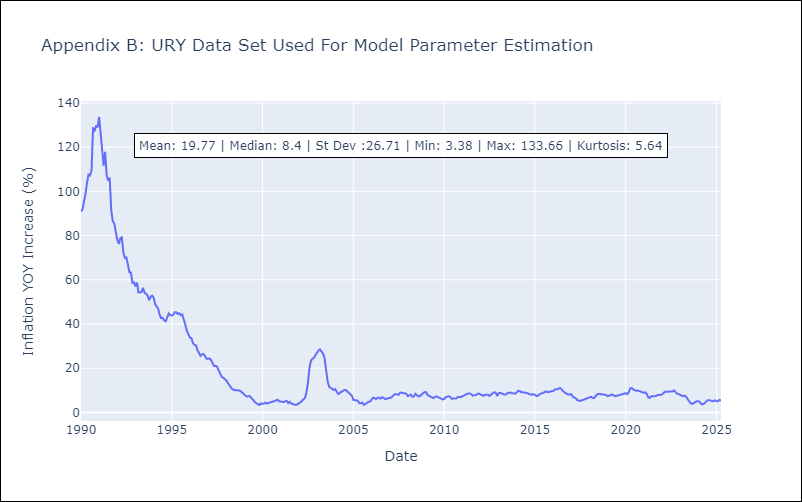 Appendix B: URY Data Set Used For Model Parameter Estimation
140
Mean: 19.77 | Median: 8.4 | St Dev :26.71 | Min: 3.38 | Max: 133.66 | Kurtosis: 5.64
120
100
80
60
40
20
0
Inflation YOY Increase (%)
1990 1995 2000 2005 2010 2015 2020 2025
Date